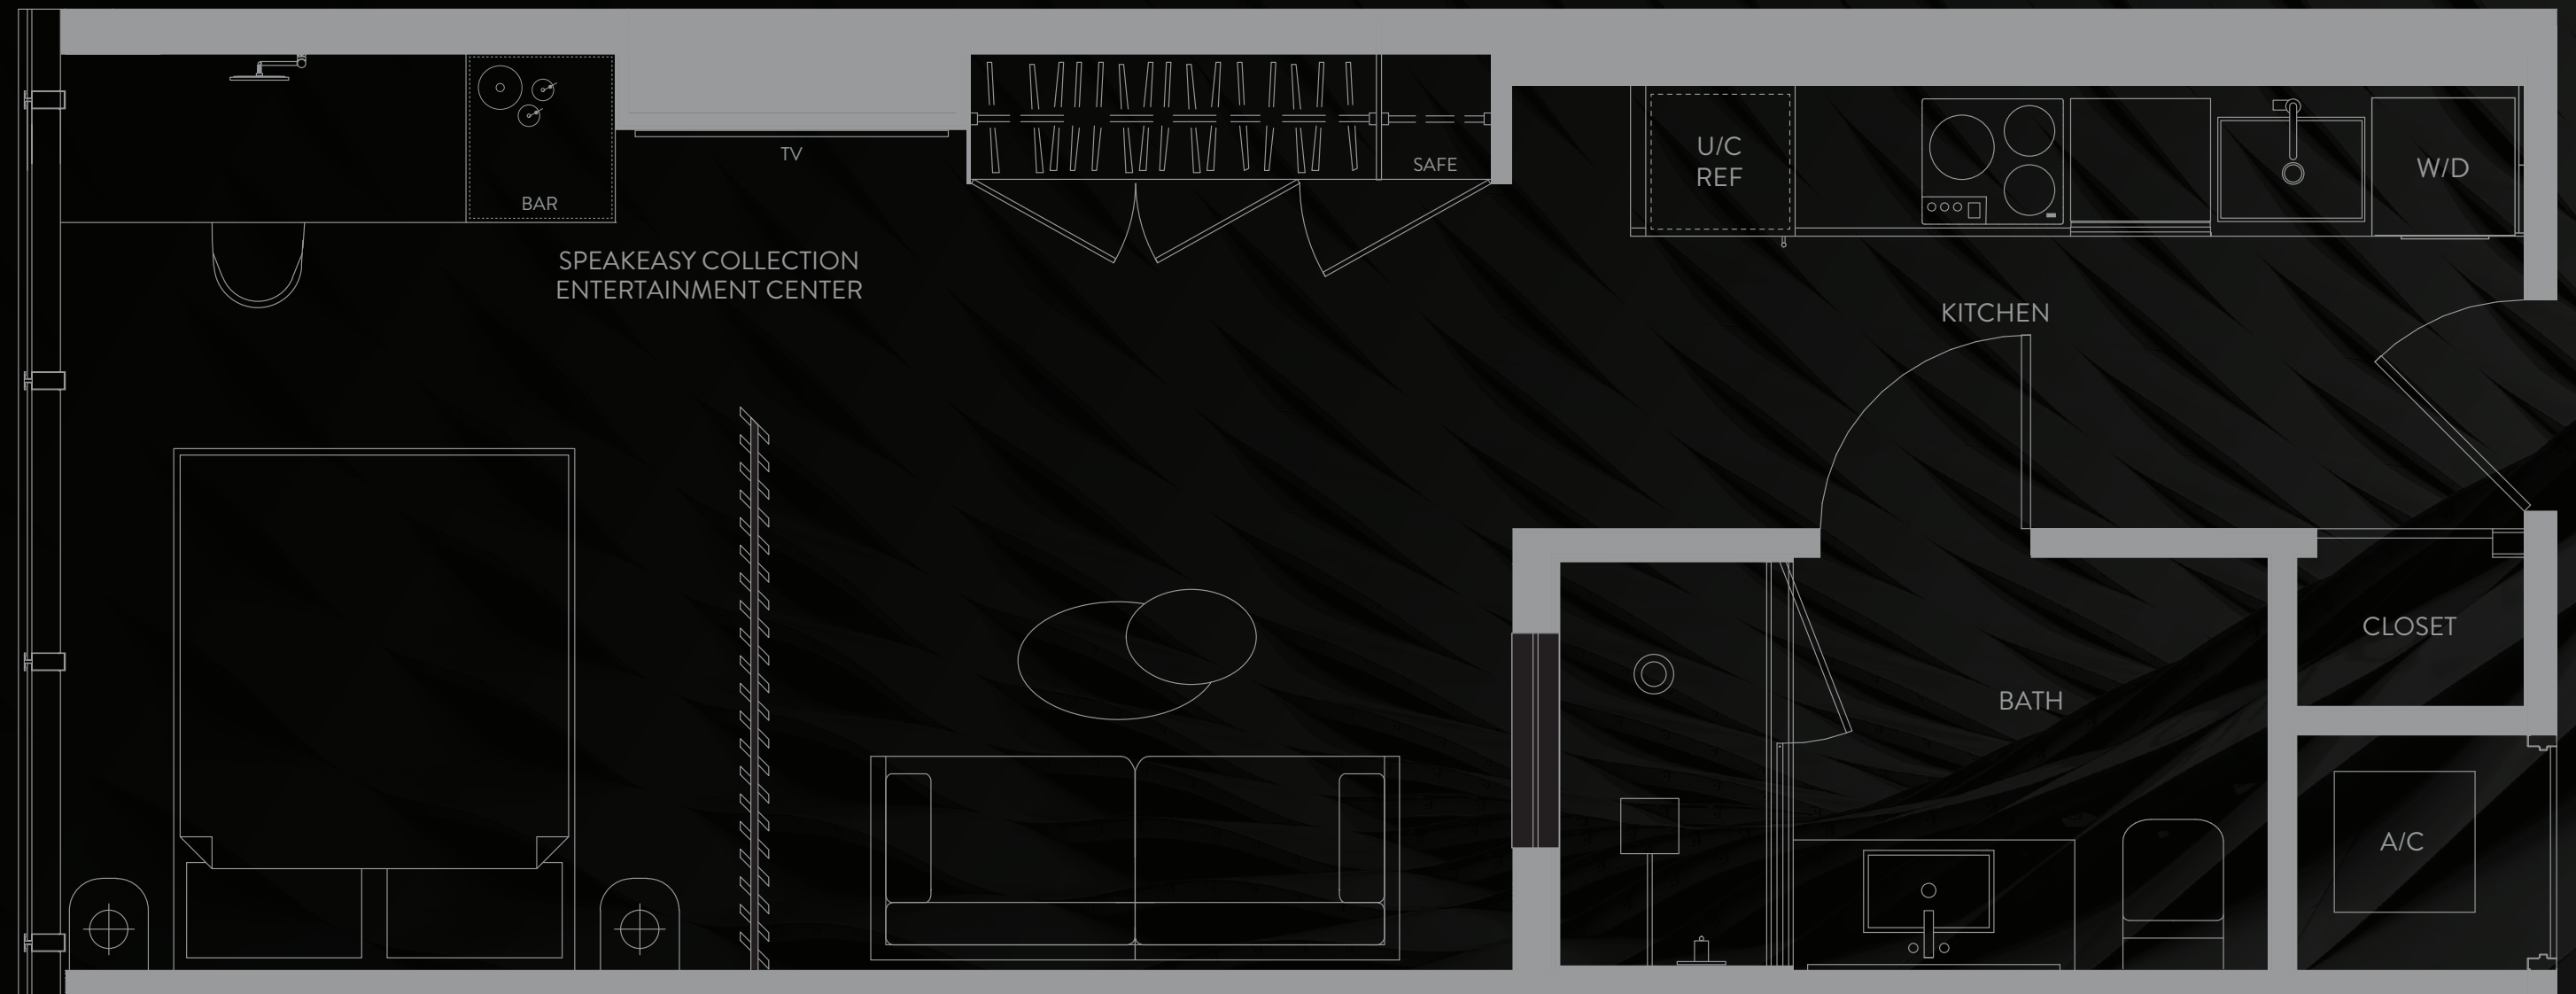 TV
BAR
SAFE
SPEAKEASY COLLECTION
ENTERTAINMENT CENTER
U/C
REF
W/D
KITCHEN
CLOSET
BATH
A/C